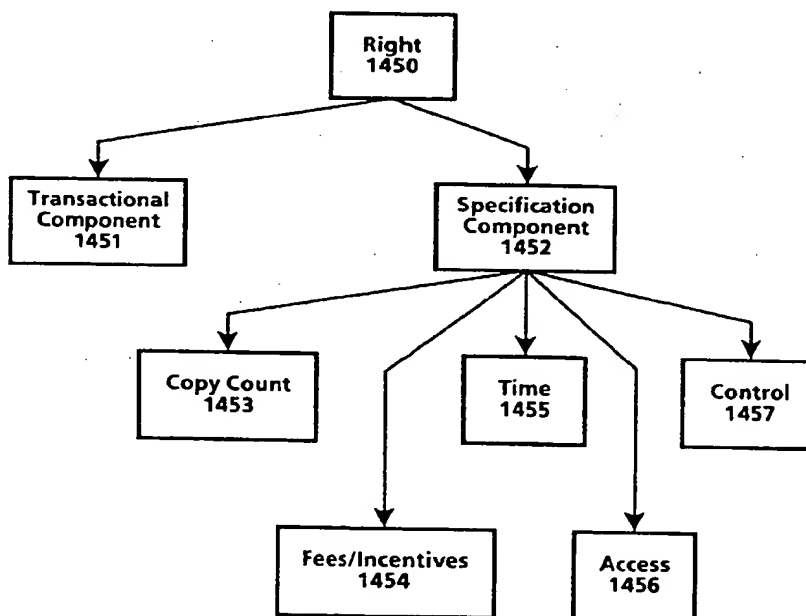 Right
1450
Transactional
Component
1451
Specification
Component
1452
Copy Count
1453
Time
1455
Control
1457
Fees/Incentives
1454
Access
1456